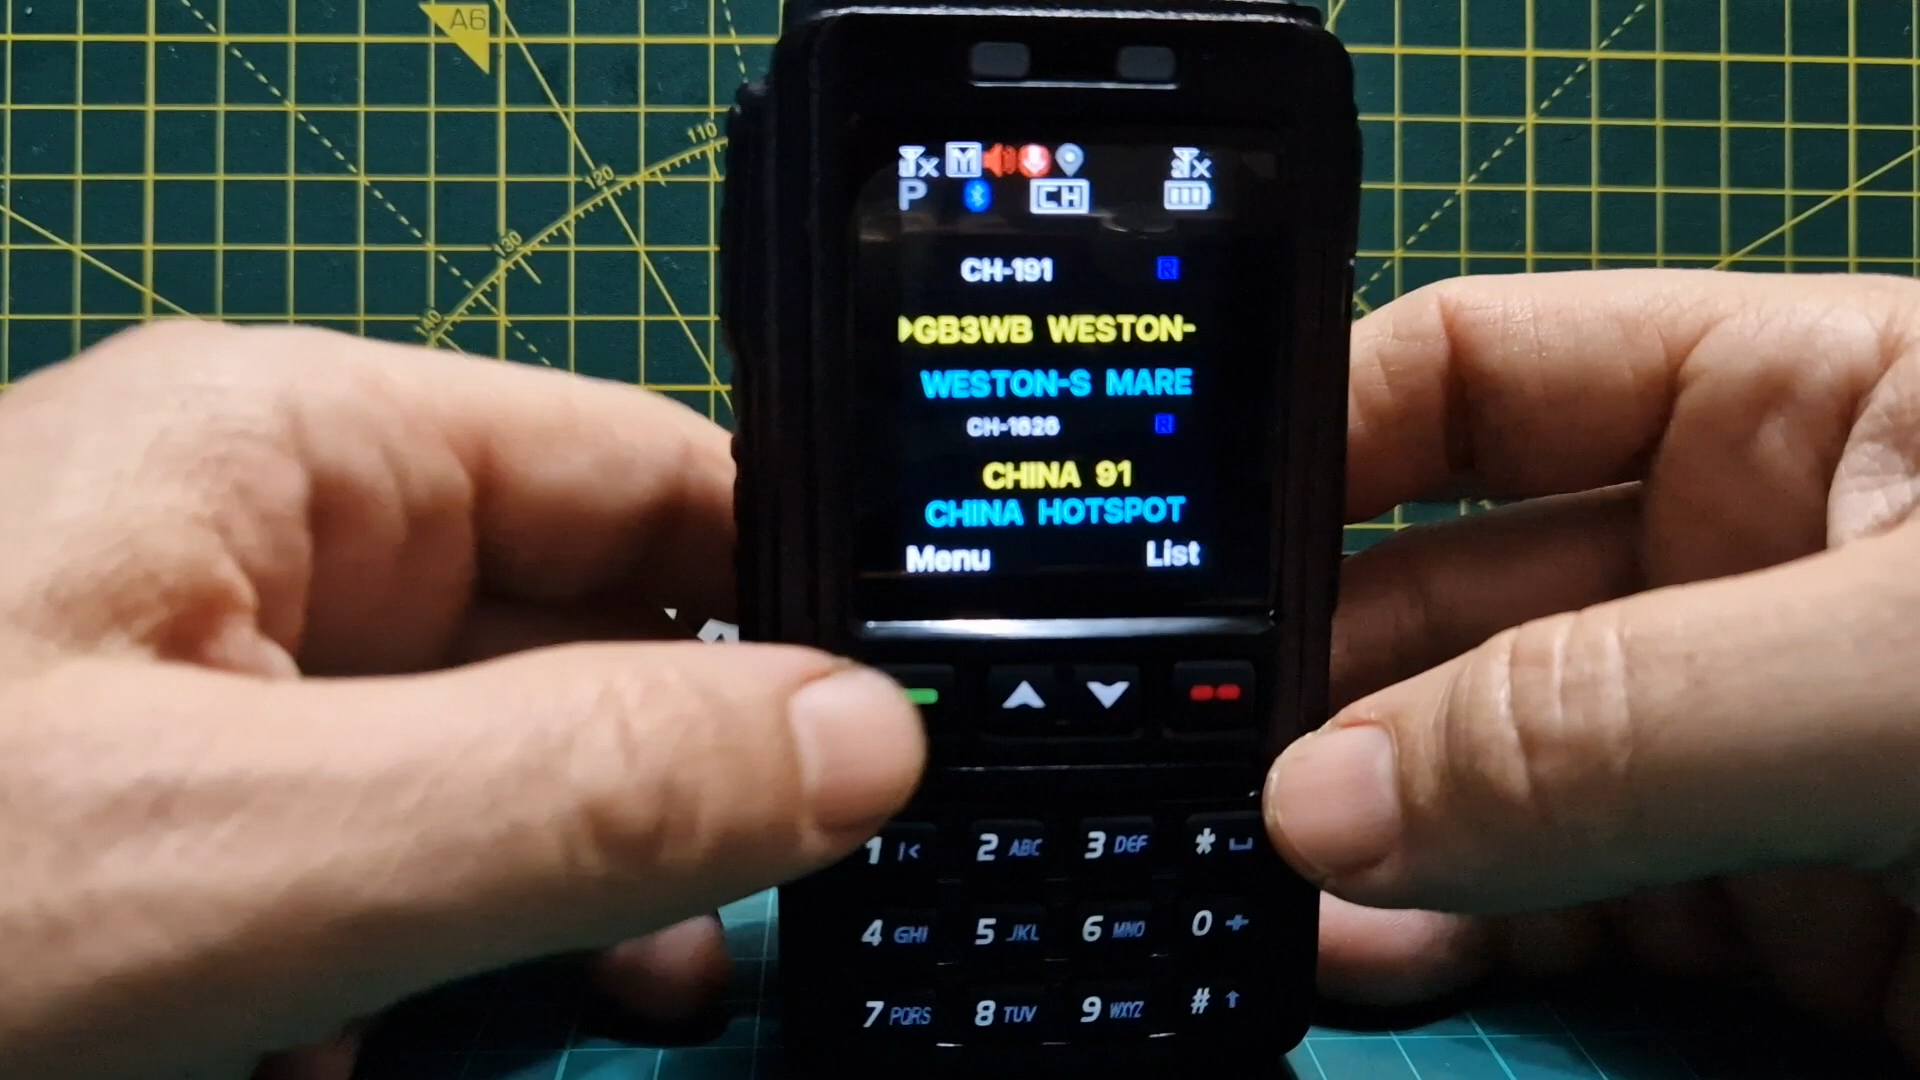 A6
110
120
130
140
P CH
CH-191 R
GB3WB WESTON-
WESTON-S MARE
CH-1626 R
CHINA 91
CHINA HOTSPOT
Menu List
1 2 ABC 3 DEF *
4 GHI 5 JKL 6 MNO 0 +
7 PQRS 8 TUV 9 WXYZ #